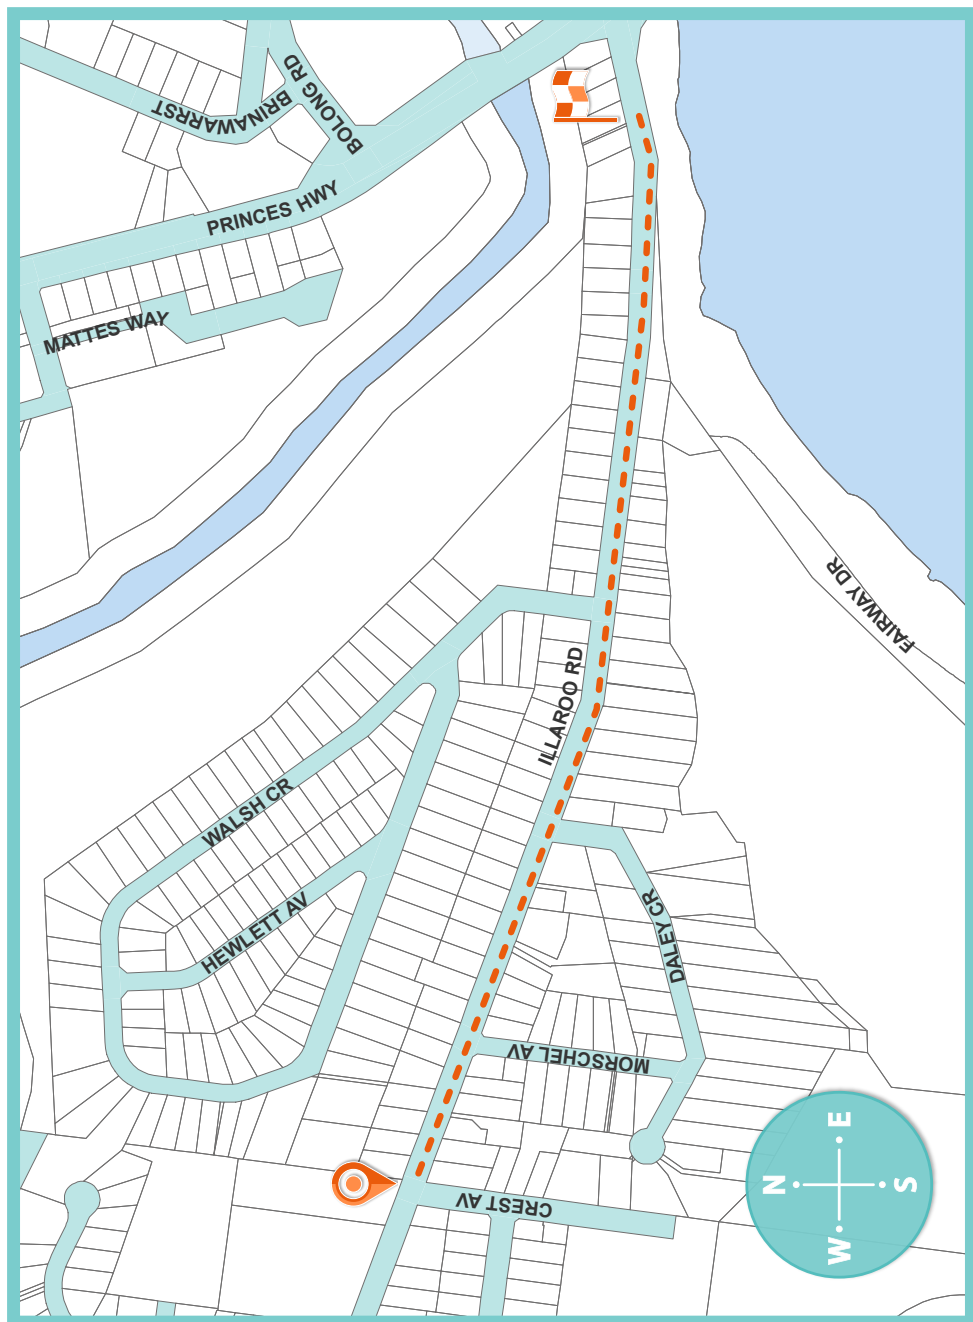 BOLONG RD
BRINAWARRST
PRINCES HWY
MATTES WAY
FAIRWAY DR
ILLAROO RD
WALSH CR
HEWLETT AV
DALEY CR
MORSCHEL AV
CREST AV
E
N
S
W